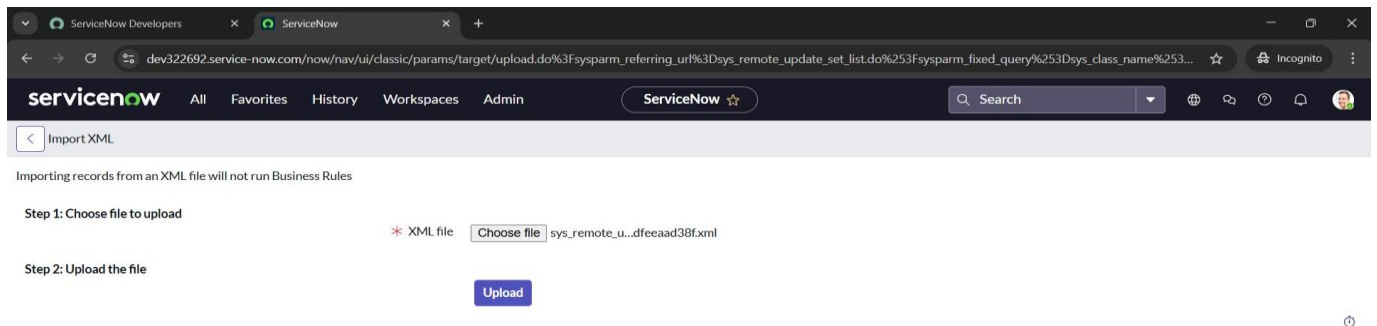 ServiceNow Developers
ServiceNow
dev322692.service-now.com/now/nav/ui/classic/params/target/upload.do%3Fsysparm_referring_url%3Dsys_remote_update_set_list.do%253Fsysparm_fixed_query%253Dsys_class_name%253...
Incognito
servicenow All Favorites History Workspaces Admin ServiceNow Search
Import XML
Importing records from an XML file will not run Business Rules
Step 1: Choose file to upload
XML file Choose file sys_remote_u...dfeeaad38f.xml
Step 2: Upload the file
Upload